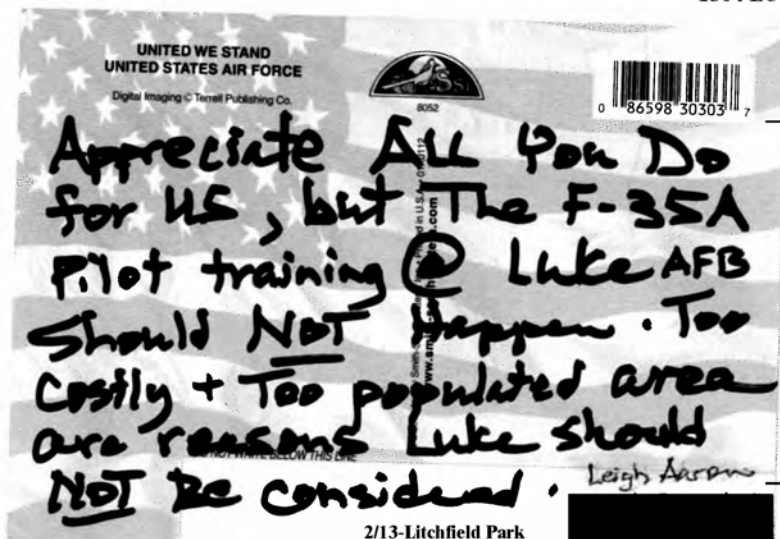 UNITED WE STAND
UNITED STATES AIR FORCE
Digital Imaging © Terrell Publishing Co.
8052
0 86598 30303 7
Appreciate ALL You Do
for US, but The F-35A
Pilot training @ Luke AFB
Should NOT Happen. Too
Costly + Too populated area
are reasons Luke should
NOT Be considered.
Leigh Aaron
2/13-Litchfield Park